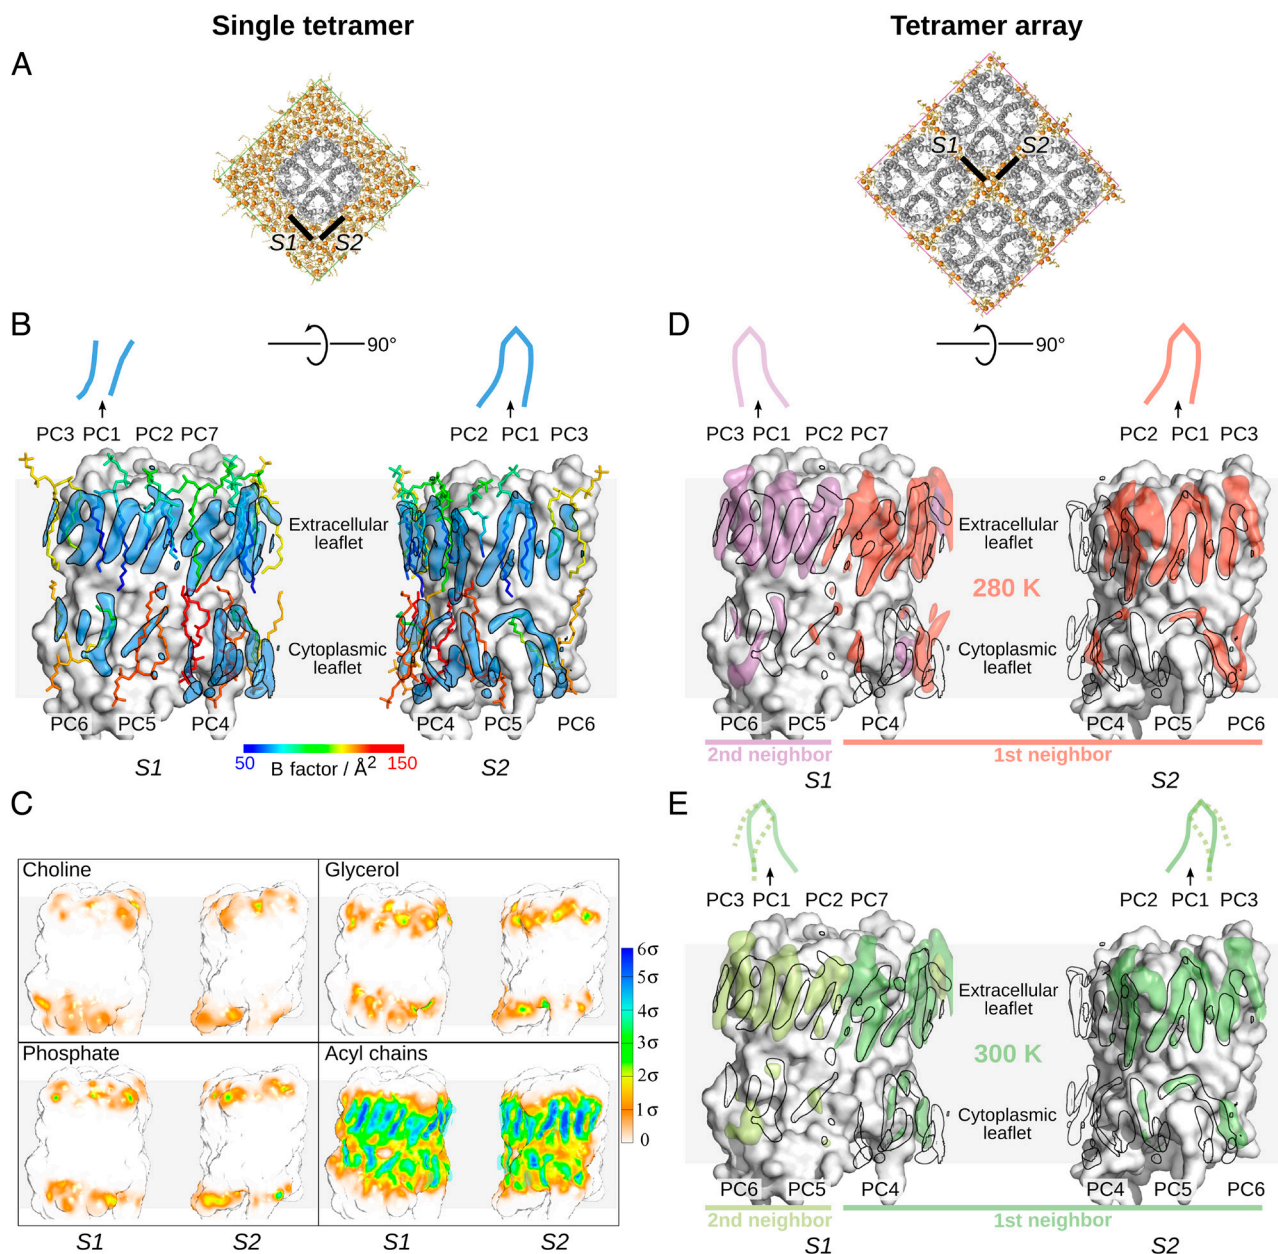 Single tetramer
Tetramer array
A
S1
S2
S1
S2
B
90°
PC3 PC1 PC2 PC7
PC2 PC1 PC3
Extracellular
leaflet
Cytoplasmic
leaflet
PC6 PC5 PC4
PC4 PC5 PC6
50 B factor / Å2 150
S1
S2
C
Choline
Glycerol
Phosphate
Acyl chains
6σ
5σ
4σ
3σ
2σ
1σ
0
S1 S2 S1 S2
D
90°
PC3 PC1 PC2 PC7
PC2 PC1 PC3
Extracellular
leaflet
280 K
Cytoplasmic
leaflet
PC6 PC5 PC4
PC4 PC5 PC6
2nd neighbor
1st neighbor
S1
S2
E
PC3 PC1 PC2 PC7
PC2 PC1 PC3
Extracellular
leaflet
300 K
Cytoplasmic
leaflet
PC6 PC5 PC4
PC4 PC5 PC6
2nd neighbor
1st neighbor
S1
S2